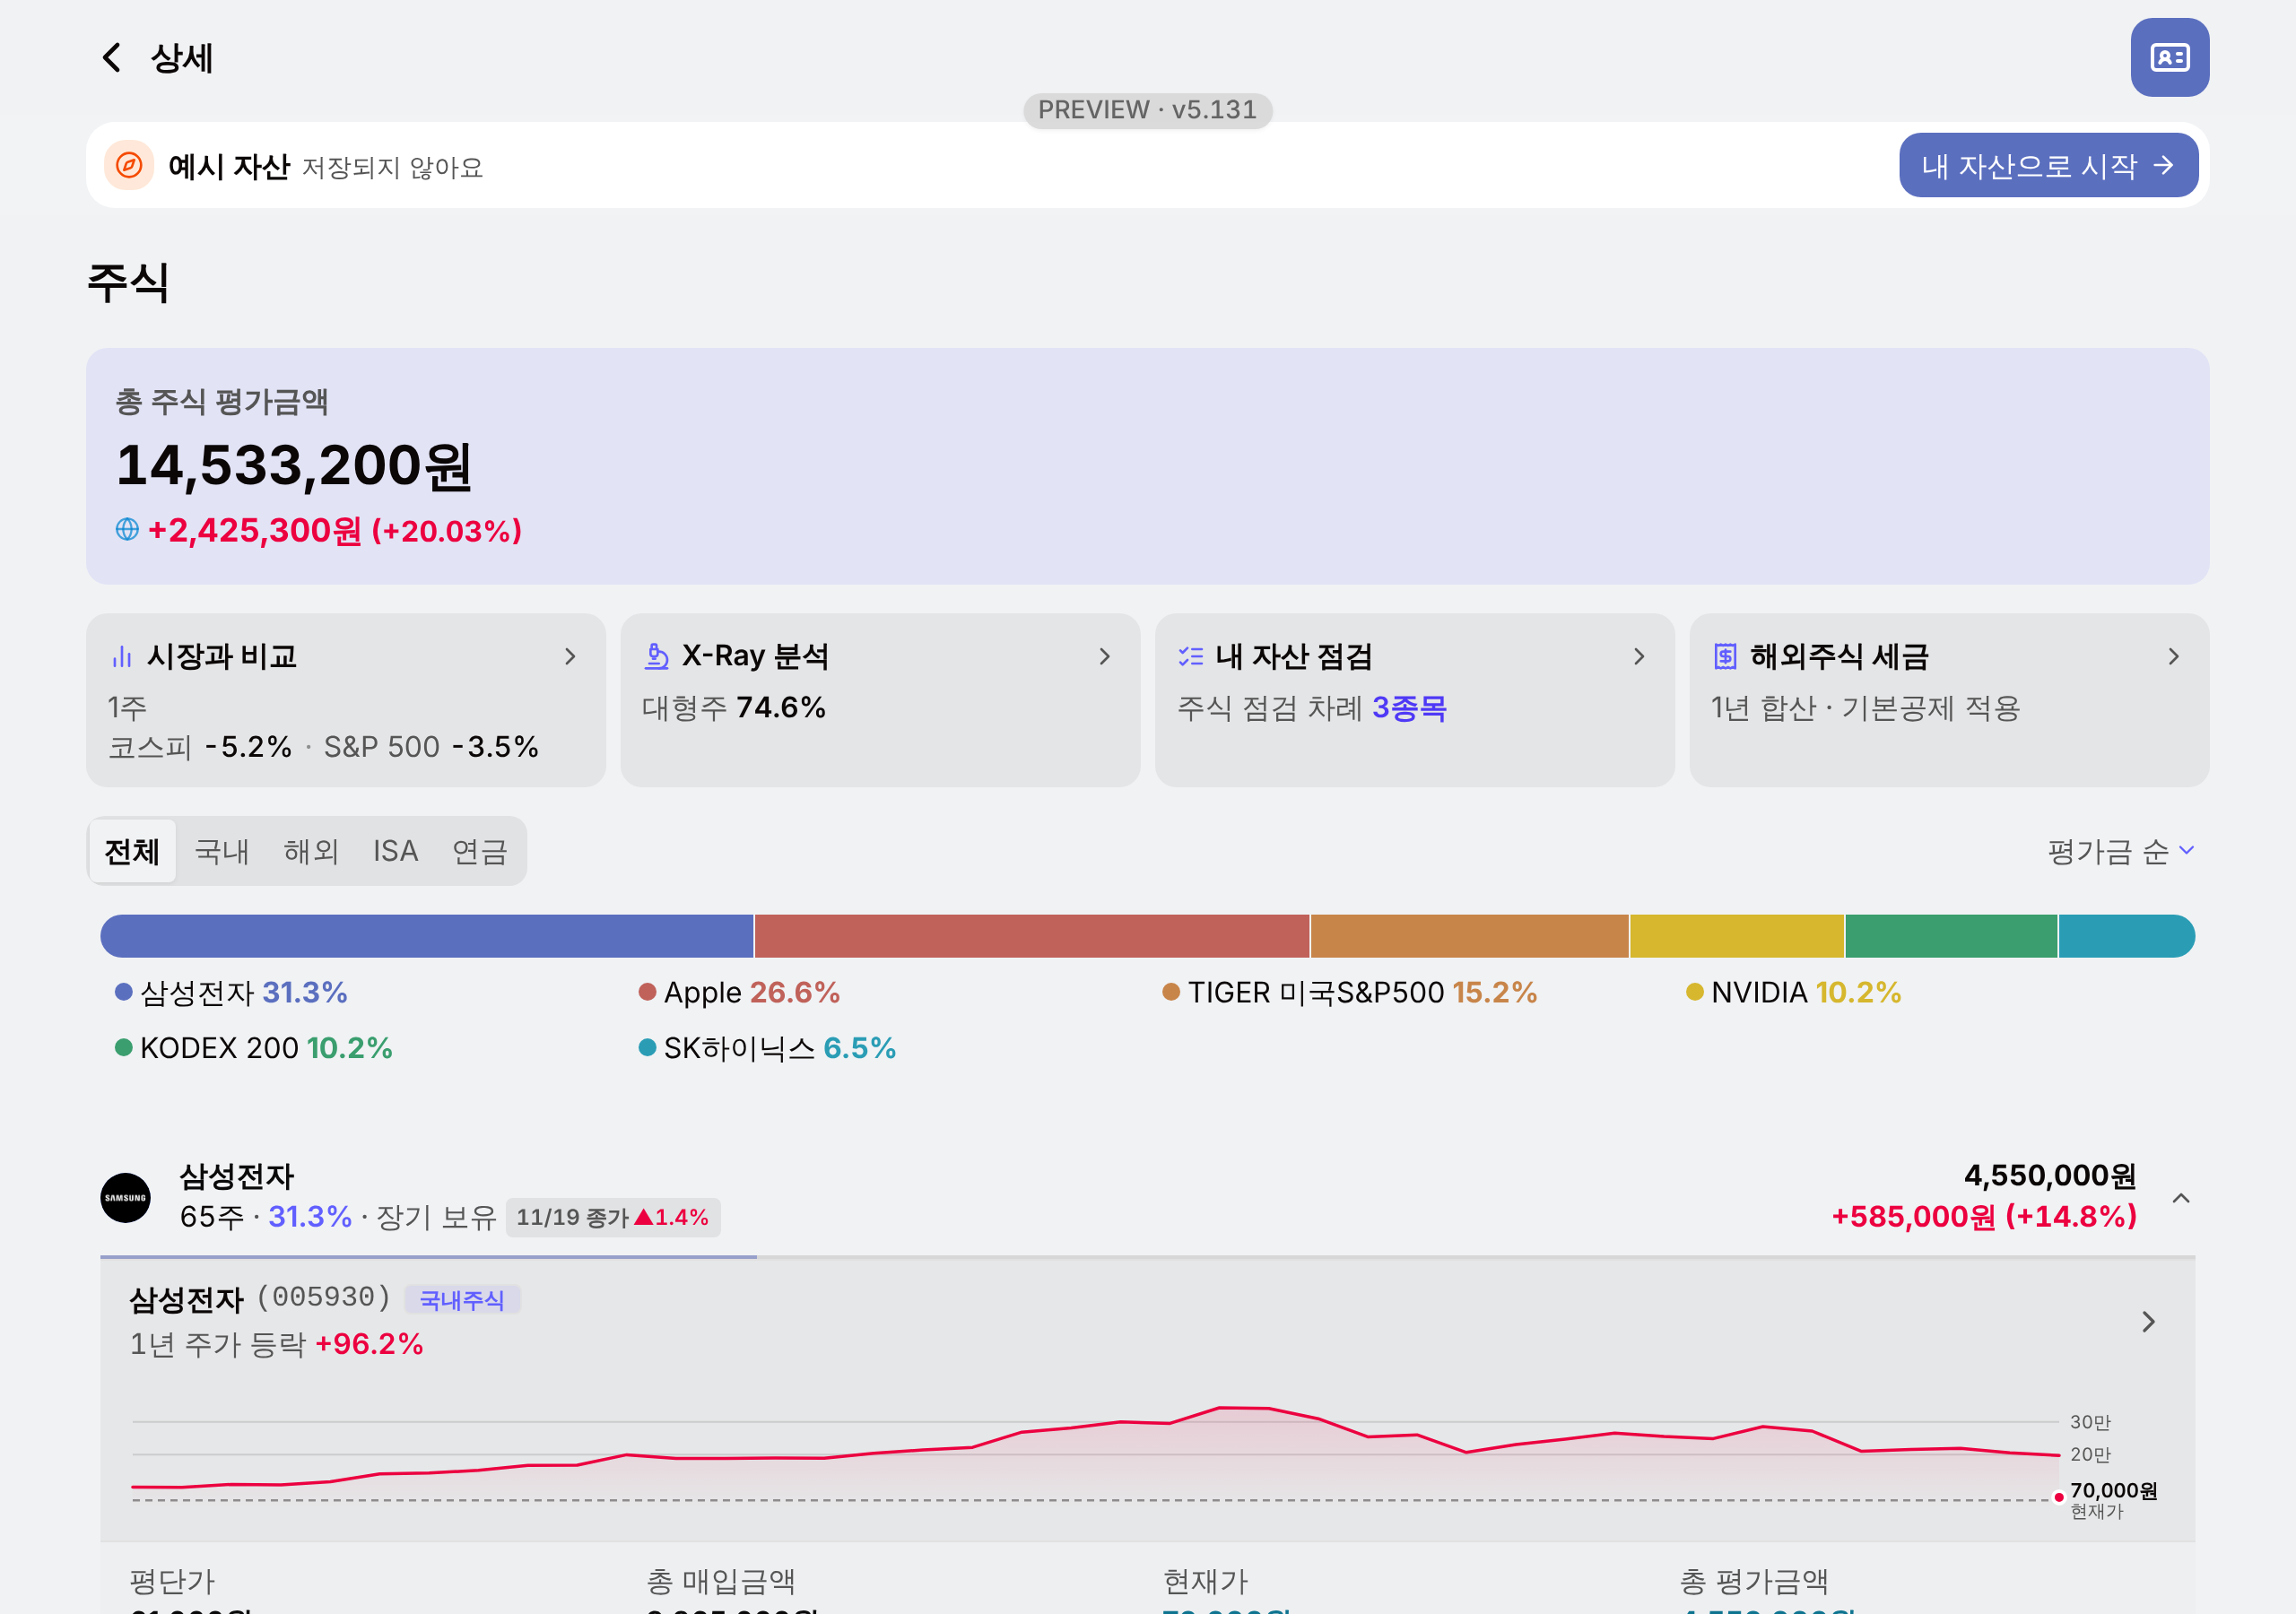 상세
PREVIEW · v5.131
예시 자산 저장되지 않아요
내 자산으로 시작
주식
총 주식 평가금액
14,533,200원
+2,425,300원 (+20.03%)
시장과 비교
1주
코스피 -5.2% · S&P 500 -3.5%
X-Ray 분석
대형주 74.6%
내 자산 점검
주식 점검 차례 3종목
해외주식 세금
1년 합산 · 기본공제 적용
전체 국내 해외 ISA 연금
평가금 순
삼성전자 31.3% Apple 26.6% TIGER 미국S&P500 15.2% NVIDIA 10.2%
KODEX 200 10.2% SK하이닉스 6.5%
SAMSUNG
삼성전자
65주 · 31.3% · 장기 보유 11/19 종가 ▲1.4%
4,550,000원
+585,000원 (+14.8%)
삼성전자 (005930) 국내주식
1년 주가 등락 +96.2%
30만
20만
70,000원
현재가
평단가 총 매입금액 현재가 총 평가금액